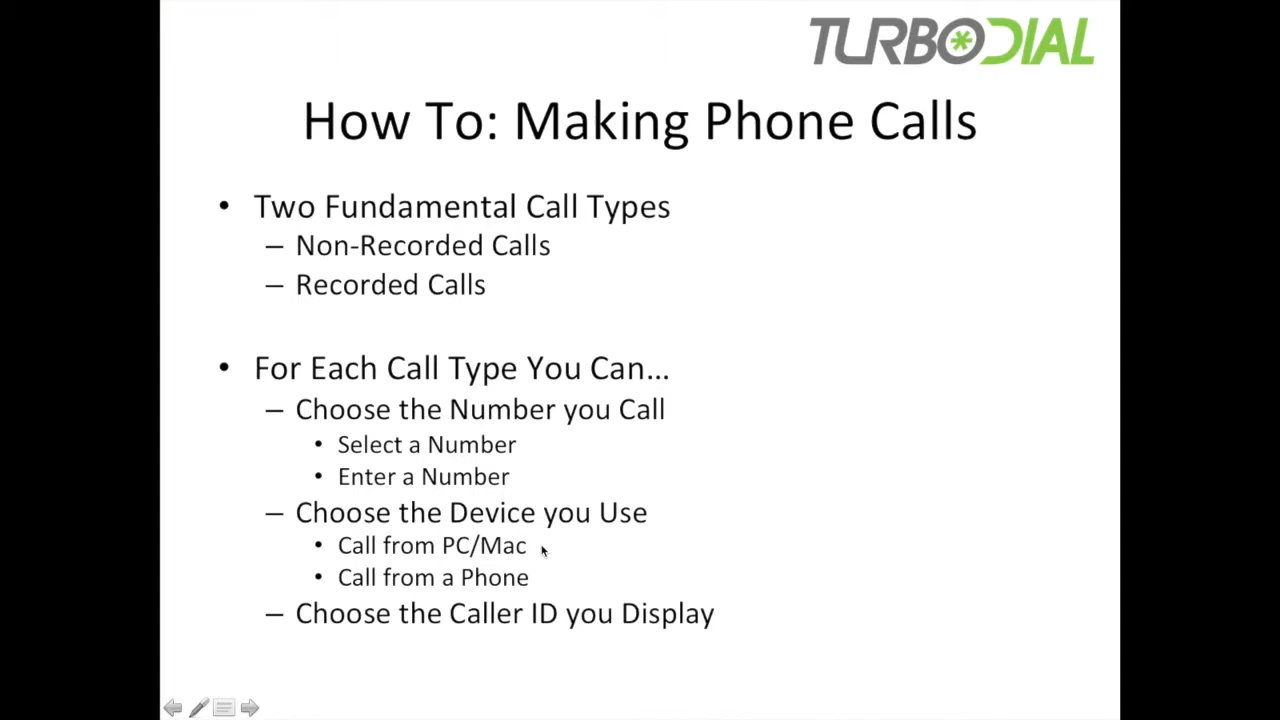 TURBODIAL
How To: Making Phone Calls
• Two Fundamental Call Types
– Non-Recorded Calls
– Recorded Calls
• For Each Call Type You Can...
– Choose the Number you Call
• Select a Number
• Enter a Number
– Choose the Device you Use
• Call from PC/Mac
• Call from a Phone
– Choose the Caller ID you Display